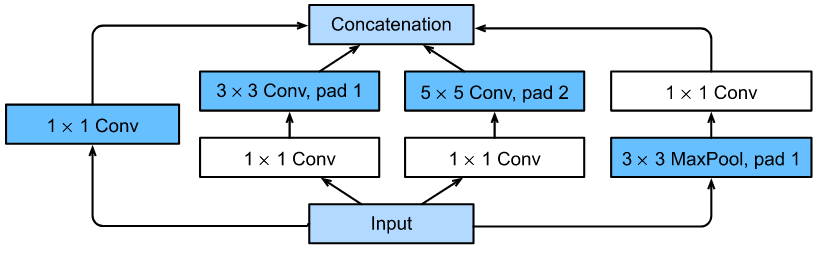 Concatenation
3 × 3 Conv, pad 1
5 × 5 Conv, pad 2
1 × 1 Conv
1 × 1 Conv
1 × 1 Conv
1 × 1 Conv
3 × 3 MaxPool, pad 1
Input